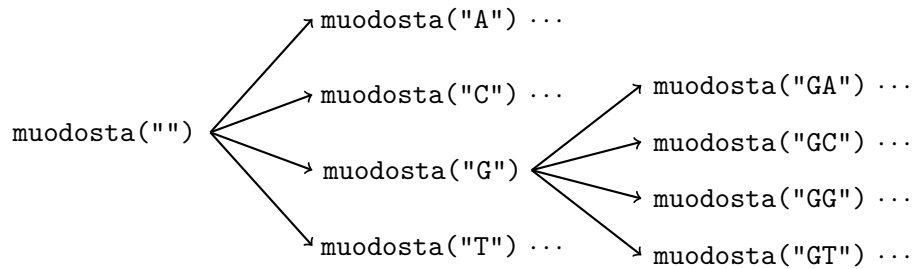 muodosta("")
muodosta("A") ···
muodosta("C") ···
muodosta("G")
muodosta("T") ···
muodosta("GA") ···
muodosta("GC") ···
muodosta("GG") ···
muodosta("GT") ···